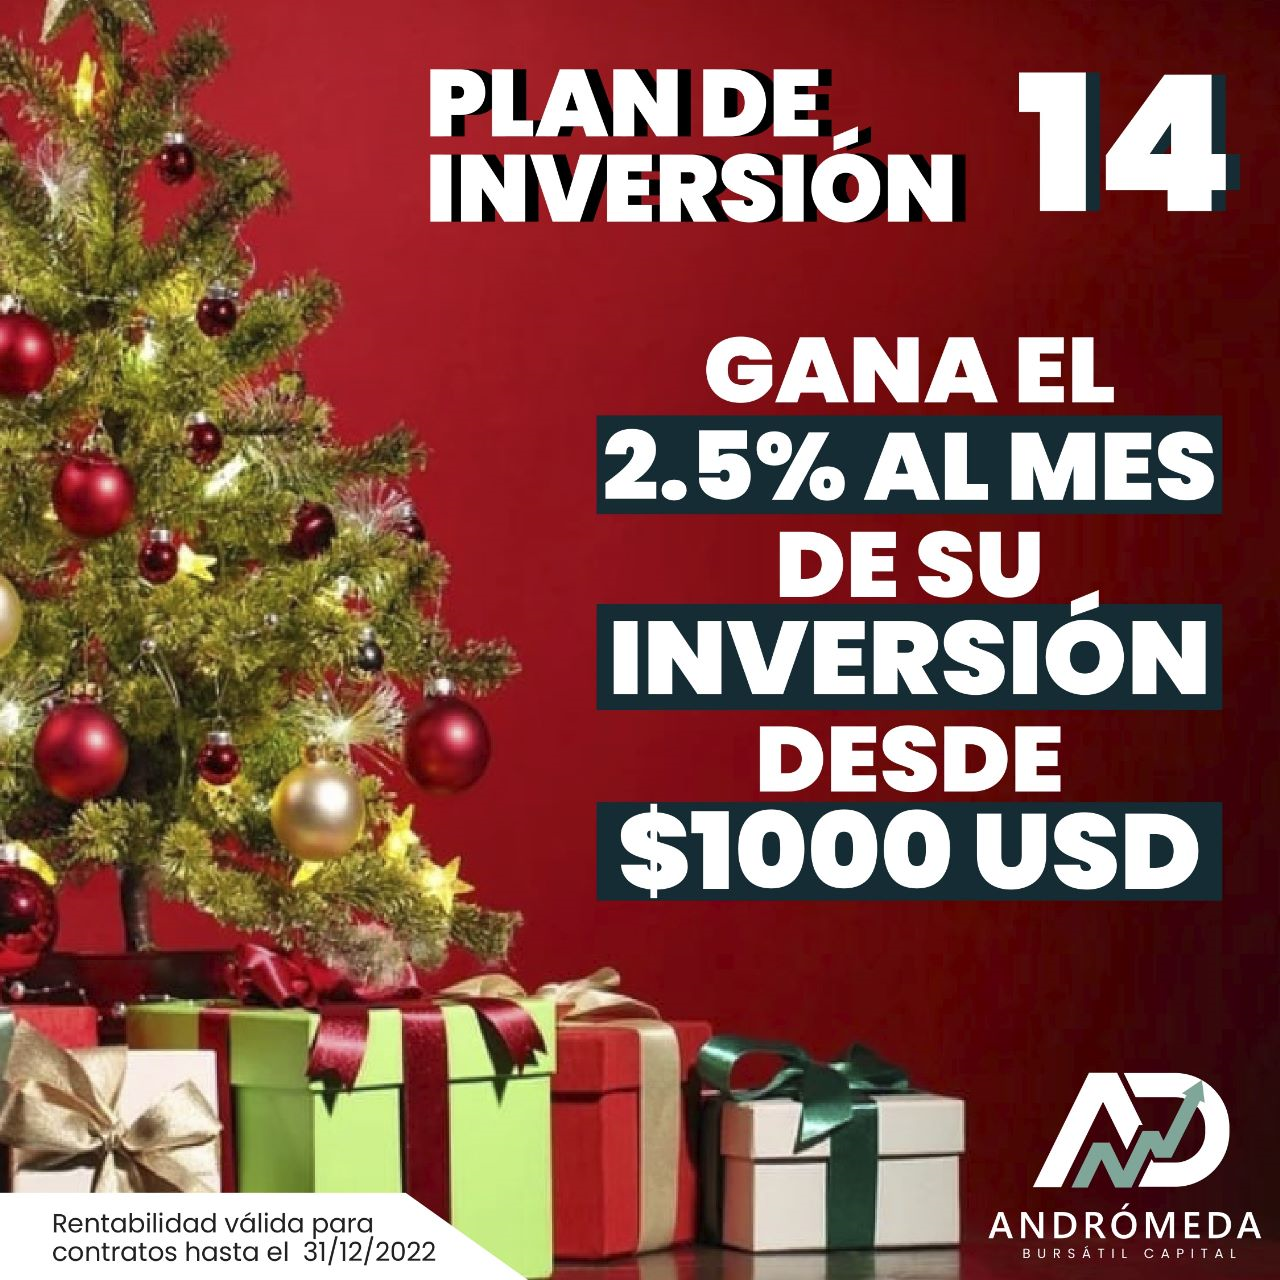 PLAN DE
INVERSIÓN
14
GANA EL
2.5% AL MES
DE SU
INVERSIÓN
DESDE
$1000 USD
Rentabilidad válida para
contratos hasta el 31/12/2022
AD
ANDRÓMEDA
BURSÁTIL CAPITAL